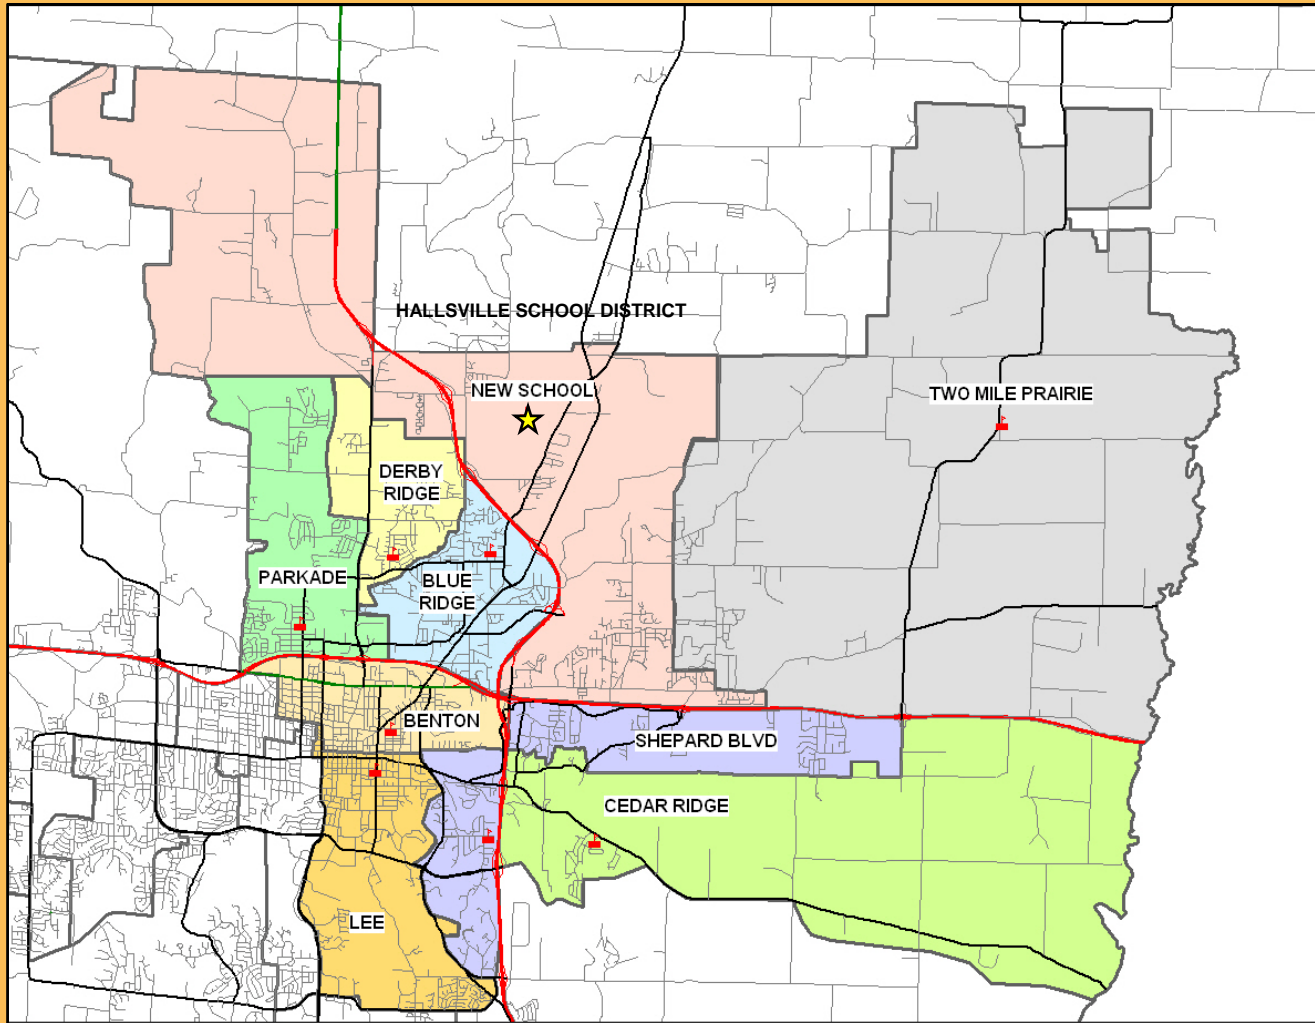 HALLSVILLE SCHOOL DISTRICT
NEW SCHOOL
TWO MILE PRAIRIE
DERBY
RIDGE
PARKADE
BLUE
RIDGE
BENTON
SHEPARD BLVD
CEDAR RIDGE
LEE